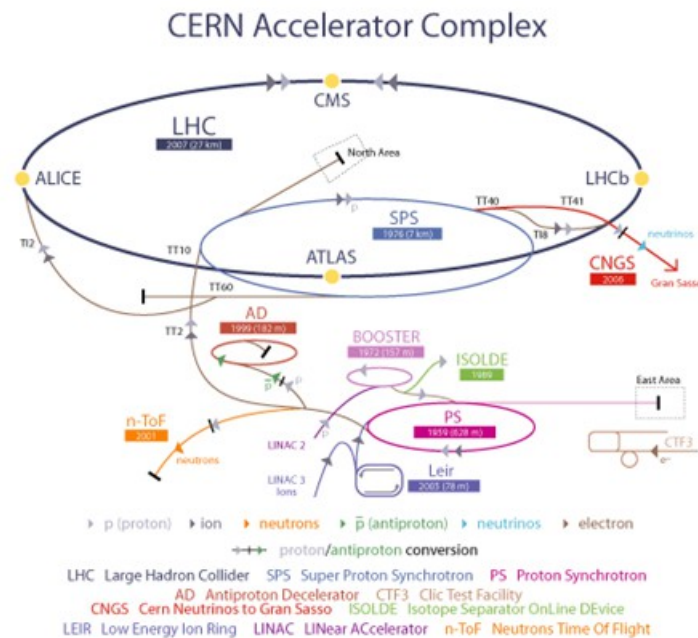 CERN Accelerator Complex
CMS
LHC
2007 (27 km)
North Area
ALICE
LHCb
p
TT40
TT41
SPS
1976 (7 km)
TI8
neutrinos
TI2
TT10
ATLAS
CNGS
2006
Gran Sasso
TT60
AD
1999 (182 m)
TT2
BOOSTER
1972 (157 m)
ISOLDE
1989
p
p̄
East Area
n-ToF
2001
PS
1959 (628 m)
LINAC 2
p
CTF3
neutrons
LINAC 3
Ions
Leir
2005 (78 m)
e-
p (proton) ion neutrons p̄ (antiproton) neutrinos electron
proton/antiproton conversion
LHC Large Hadron Collider SPS Super Proton Synchrotron PS Proton Synchrotron
AD Antiproton Decelerator CTF3 Clic Test Facility
CNGS Cern Neutrinos to Gran Sasso ISOLDE Isotope Separator OnLine DEvice
LEIR Low Energy Ion Ring LINAC LINear ACcelerator n-ToF Neutrons Time Of Flight